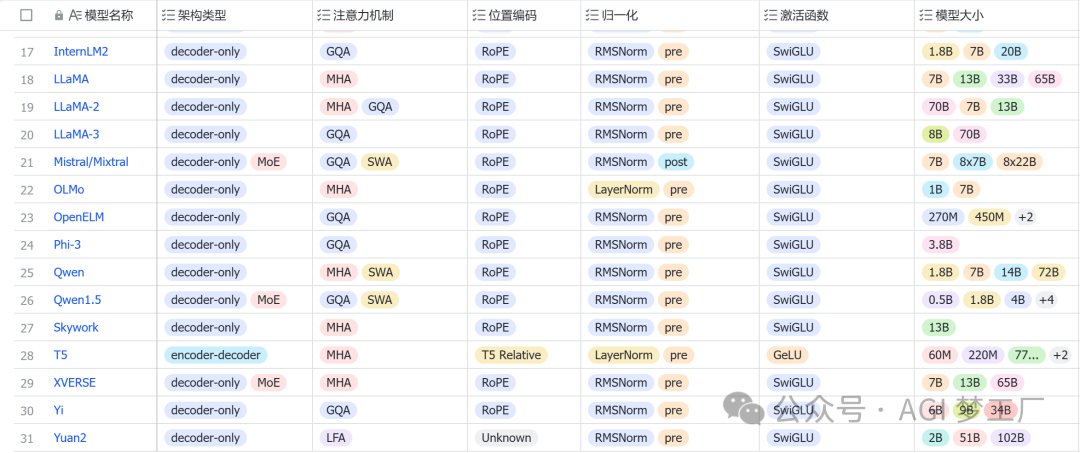 模型名称 架构类型 注意力机制 位置编码 归一化 激活函数 模型大小
17 InternLM2 decoder-only GQA RoPE RMSNorm pre SwiGLU 1.8B 7B 20B
18 LLaMA decoder-only MHA RoPE RMSNorm pre SwiGLU 7B 13B 33B 65B
19 LLaMA-2 decoder-only MHA GQA RoPE RMSNorm pre SwiGLU 70B 7B 13B
20 LLaMA-3 decoder-only GQA RoPE RMSNorm pre SwiGLU 8B 70B
21 Mistral/Mixtral decoder-only MoE GQA SWA RoPE RMSNorm post SwiGLU 7B 8x7B 8x22B
22 OLMo decoder-only MHA RoPE LayerNorm pre SwiGLU 1B 7B
23 OpenELM decoder-only GQA RoPE RMSNorm pre SwiGLU 270M 450M +2
24 Phi-3 decoder-only GQA RoPE RMSNorm pre SwiGLU 3.8B
25 Qwen decoder-only MHA SWA RoPE RMSNorm pre SwiGLU 1.8B 7B 14B 72B
26 Qwen1.5 decoder-only MoE GQA SWA RoPE RMSNorm pre SwiGLU 0.5B 1.8B 4B +4
27 Skywork decoder-only MHA RoPE RMSNorm pre SwiGLU 13B
28 T5 encoder-decoder MHA T5 Relative LayerNorm pre GeLU 60M 220M 77... +2
29 XVERSE decoder-only MoE MHA RoPE RMSNorm pre SwiGLU 7B 13B 65B
30 Yi decoder-only GQA RoPE RMSNorm pre SwiGLU 6B 9B 34B
公众号 · AGI 梦工厂
31 Yuan2 decoder-only LFA Unknown RMSNorm pre SwiGLU 2B 51B 102B